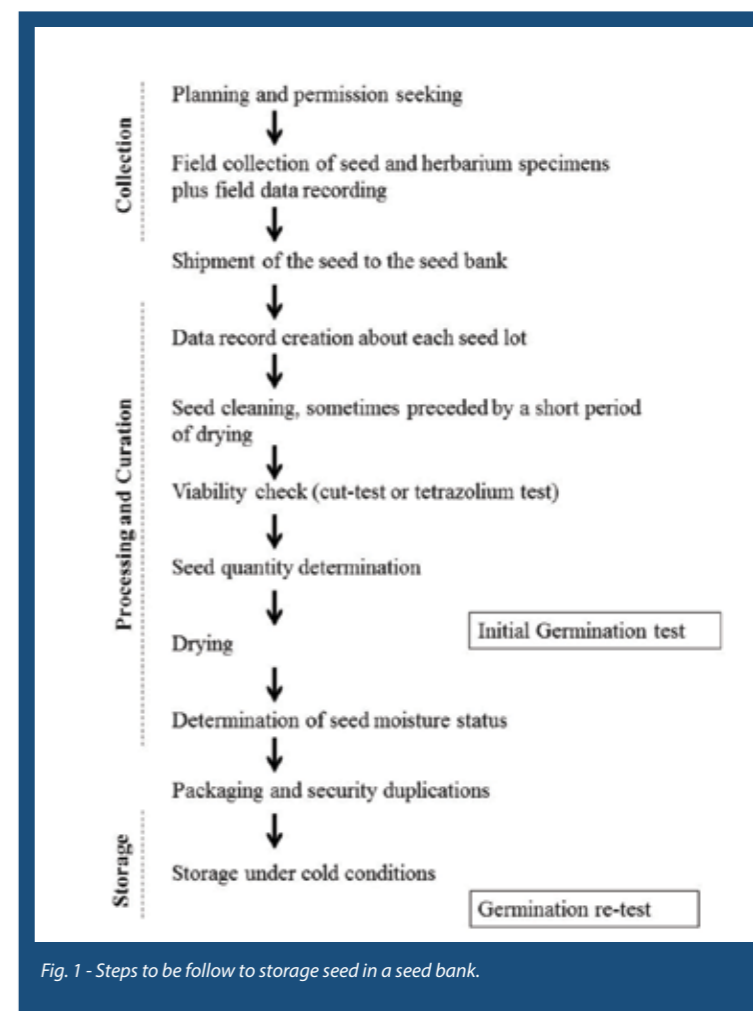 Collection
Planning and permission seeking
Field collection of seed and herbarium specimens
plus field data recording
Shipment of the seed to the seed bank
Processing and Curation
Data record creation about each seed lot
Seed cleaning, sometimes preceded by a short period
of drying
Viability check (cut-test or tetrazolium test)
Seed quantity determination
Initial Germination test
Drying
Determination of seed moisture status
Packaging and security duplications
Storage
Storage under cold conditions
Germination re-test
Fig. 1 - Steps to be follow to storage seed in a seed bank.